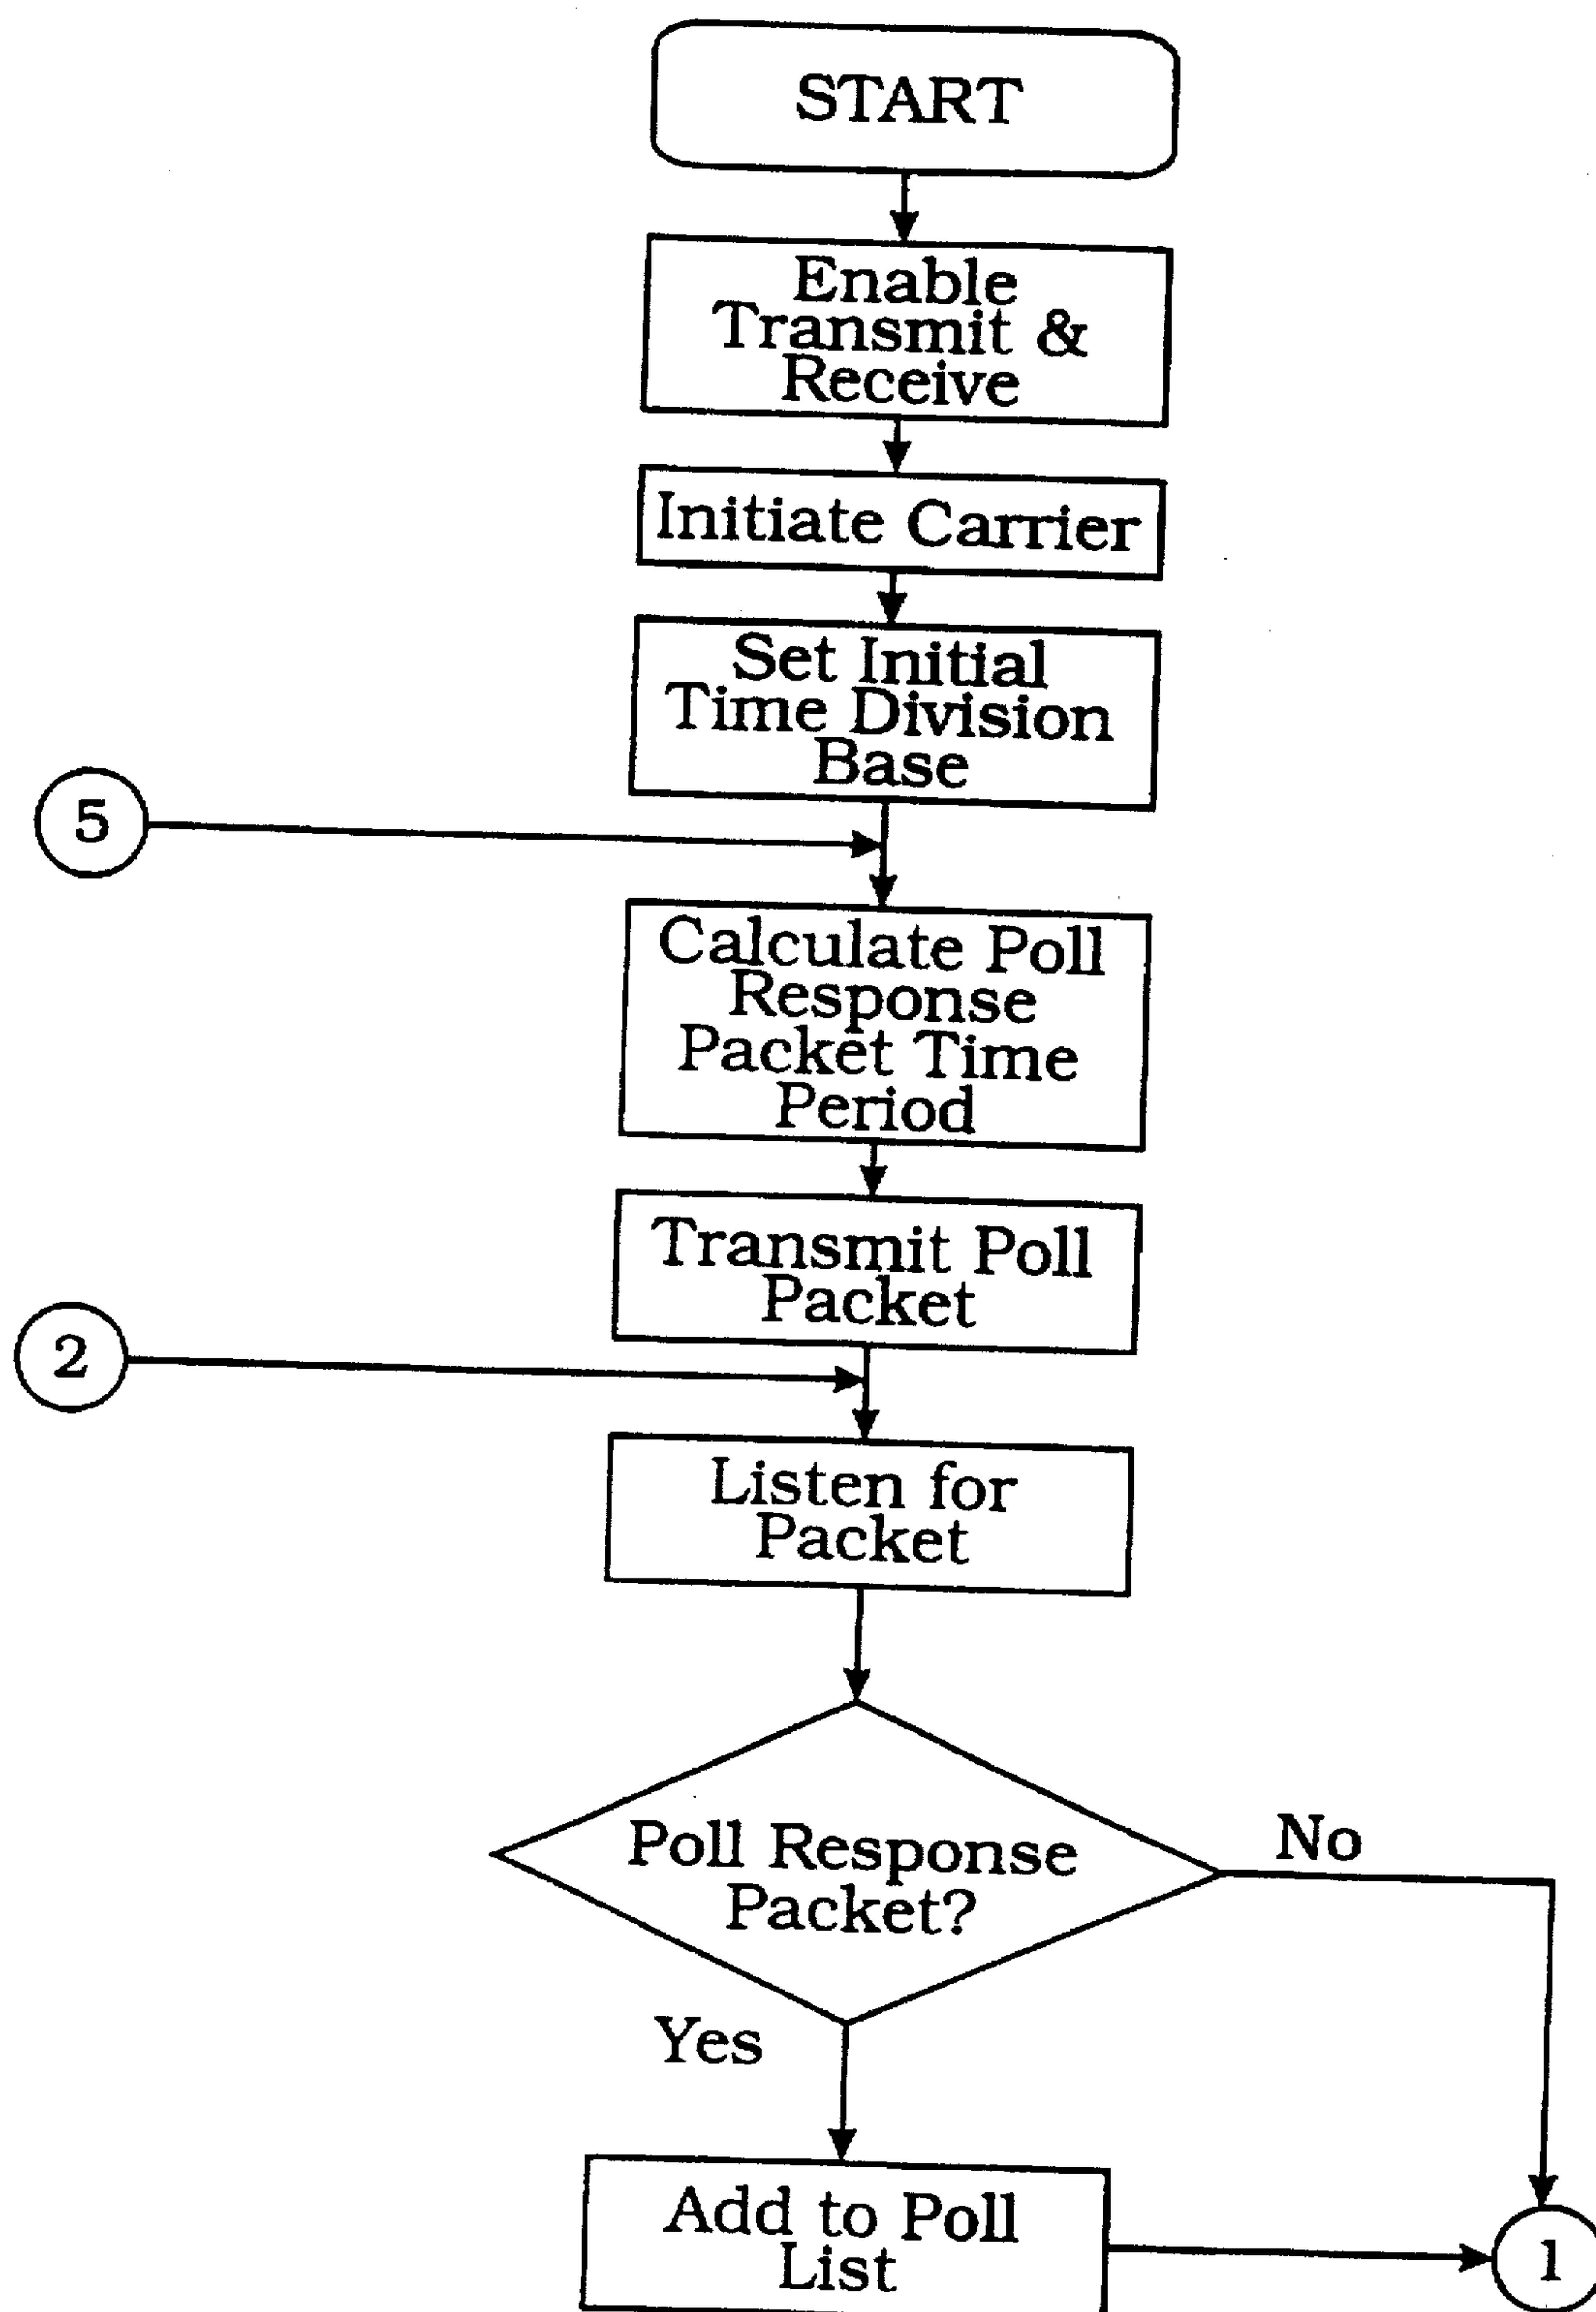 START
Enable
Transmit &
Receive
Initiate Carrier
Set Initial
Time Division
Base
5
Calculate Poll
Response
Packet Time
Period
Transmit Poll
Packet
2
Listen for
Packet
Poll Response
Packet?
No
Yes
Add to Poll
List
1